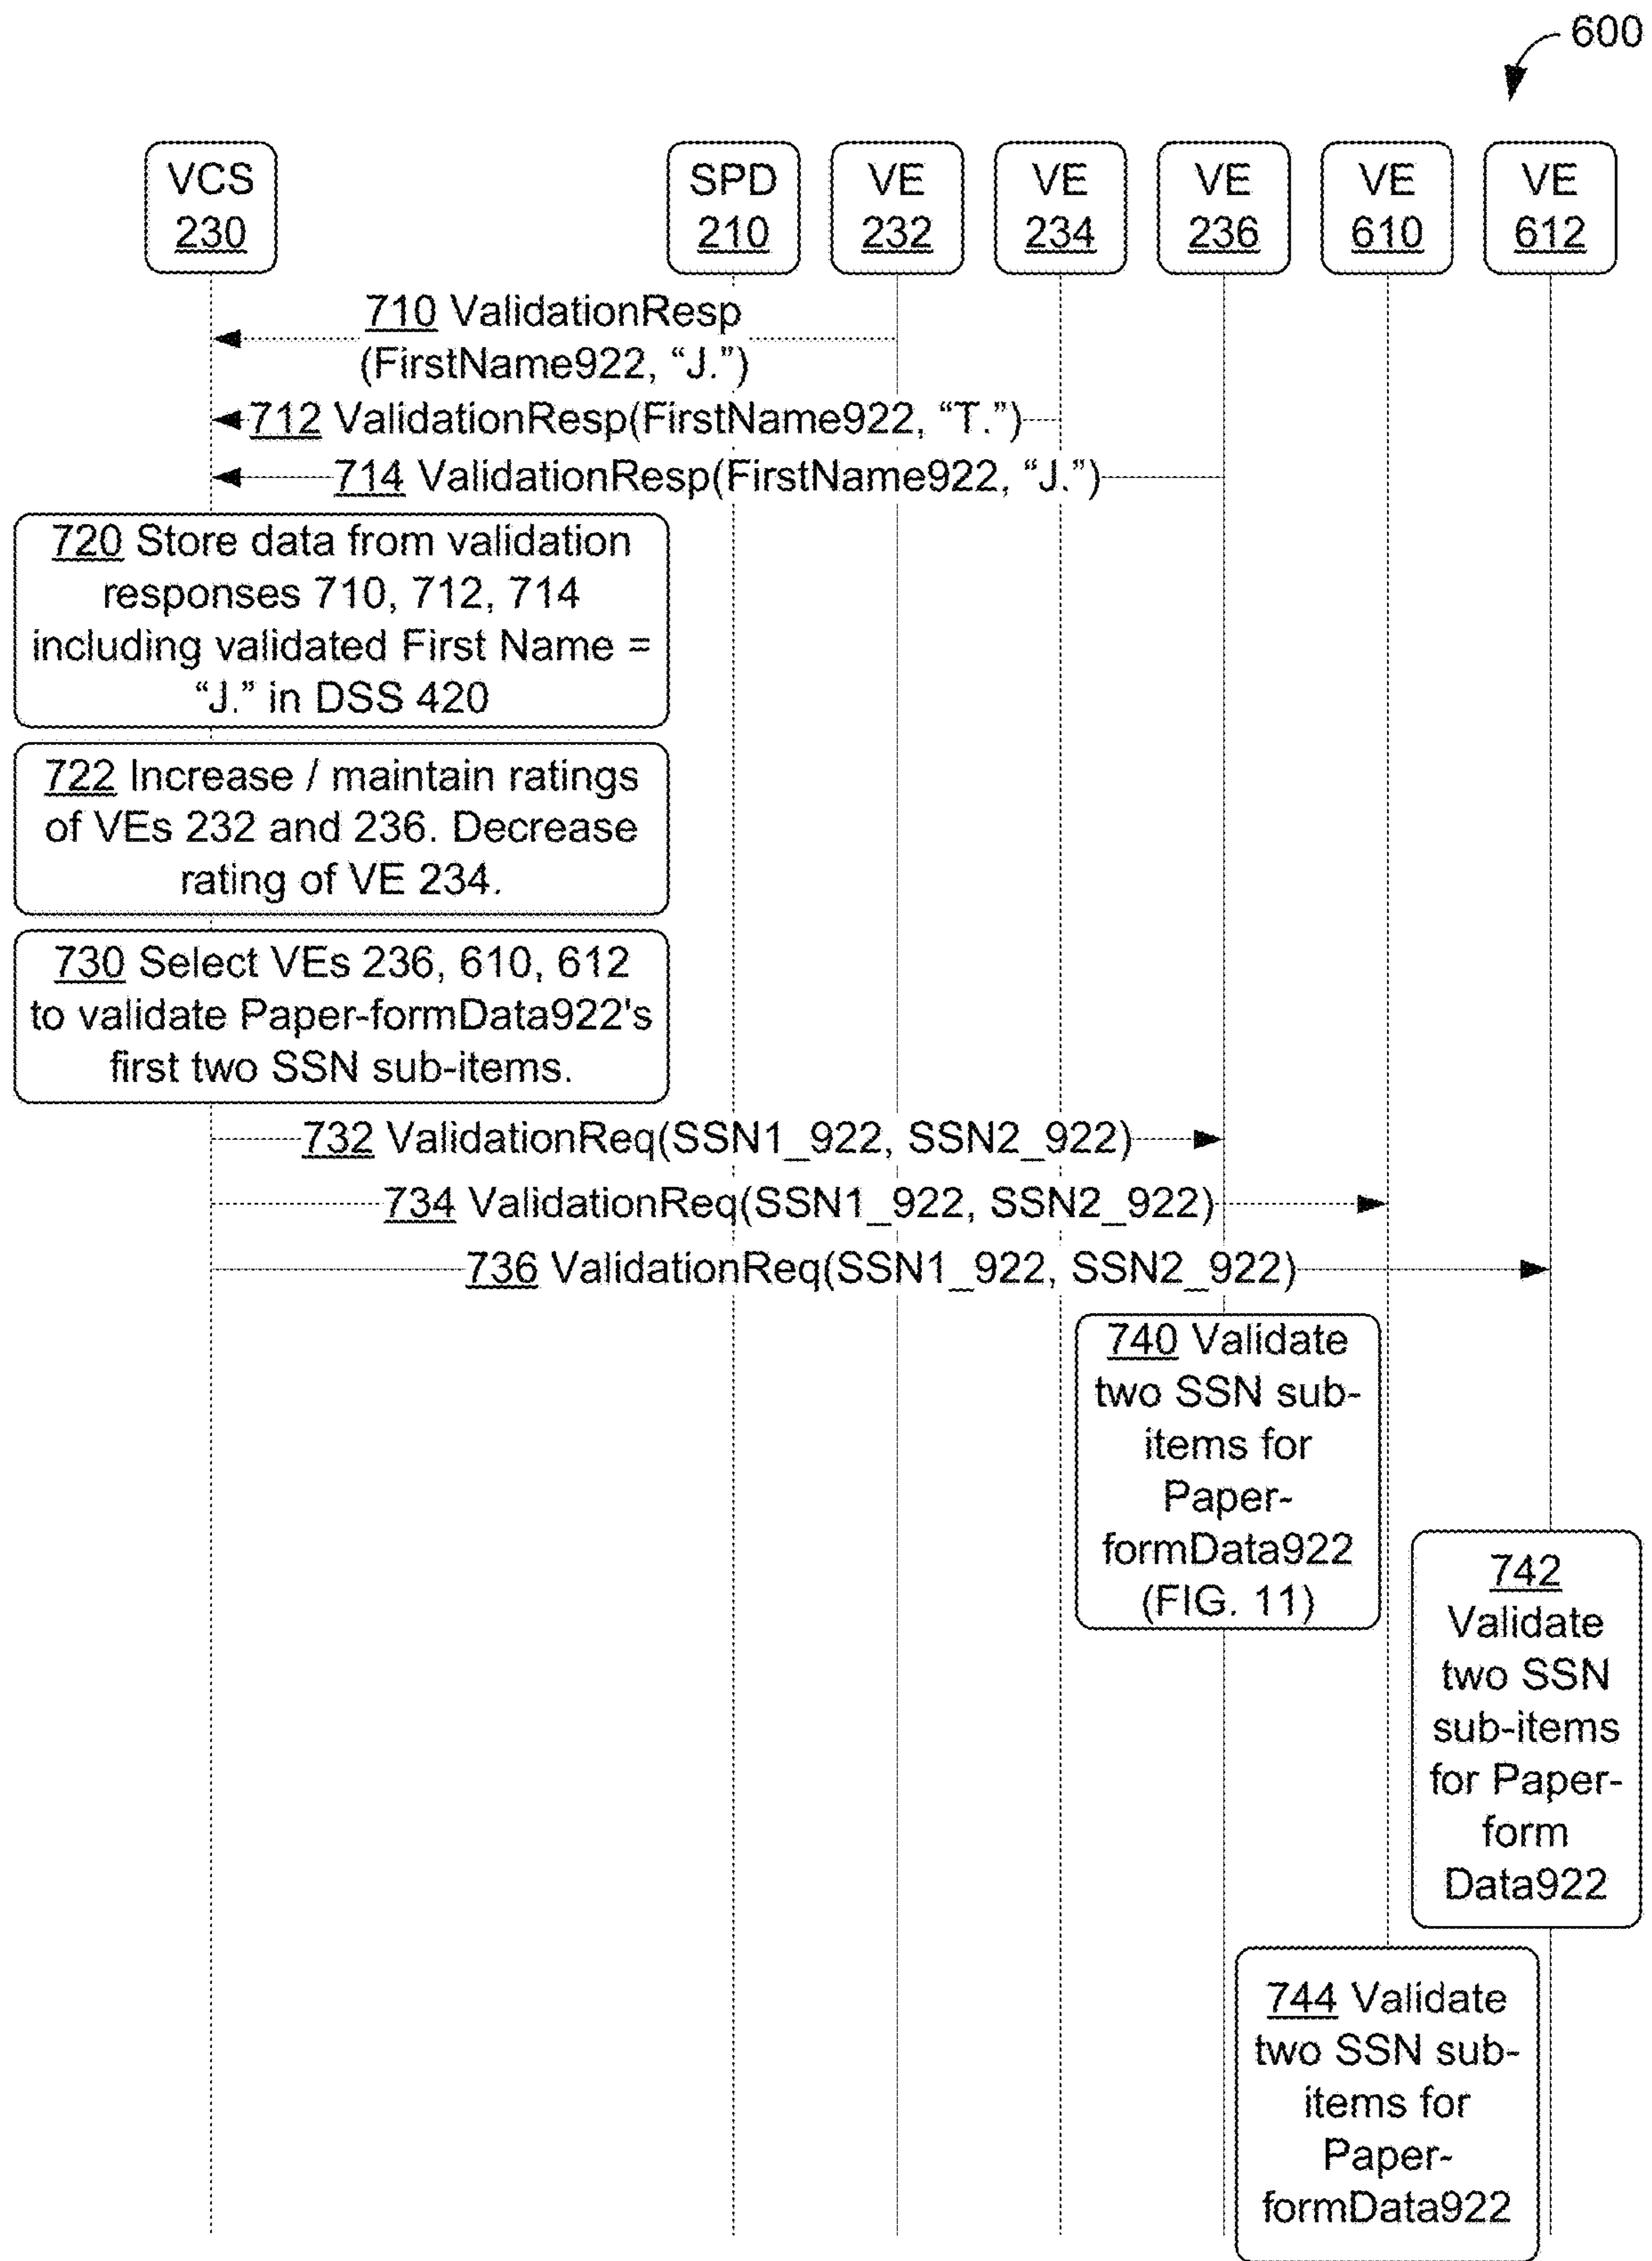 600
VCS
230
SPD
210
VE
232
VE
234
VE
236
VE
610
VE
612
710 ValidationResp
(FirstName922, “J.”)
712 ValidationResp(FirstName922, “T.”)
714 ValidationResp(FirstName922, “J.”)
720 Store data from validation
responses 710, 712, 714
including validated First Name =
“J.” in DSS 420
722 Increase / maintain ratings
of VEs 232 and 236. Decrease
rating of VE 234.
730 Select VEs 236, 610, 612
to validate Paper-formData922's
first two SSN sub-items.
732 ValidationReq(SSN1_922, SSN2_922)
734 ValidationReq(SSN1_922, SSN2_922)
736 ValidationReq(SSN1_922, SSN2_922)
740 Validate
two SSN sub-
items for
Paper-
formData922
(FIG. 11)
742
Validate
two SSN
sub-items
for Paper-
form
Data922
744 Validate
two SSN sub-
items for
Paper-
formData922